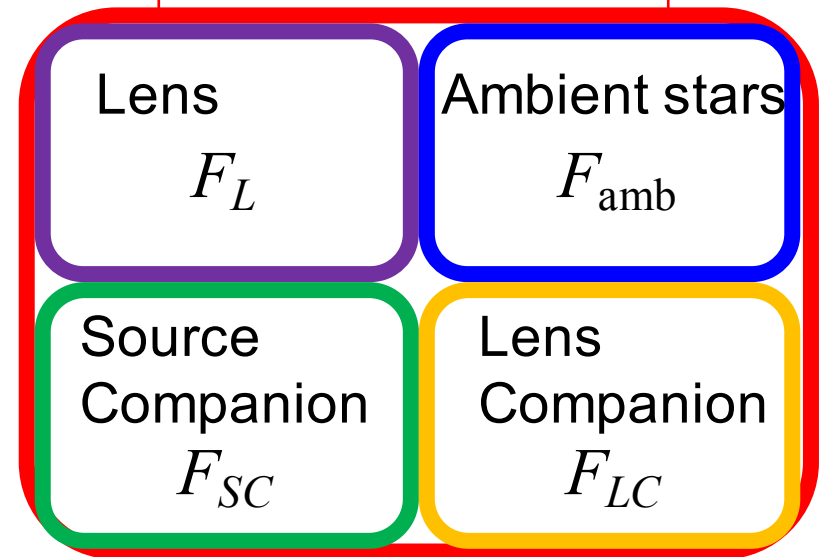 Lens
F_L
Ambient stars
F_amb
Source
Companion
F_SC
Lens
Companion
F_LC